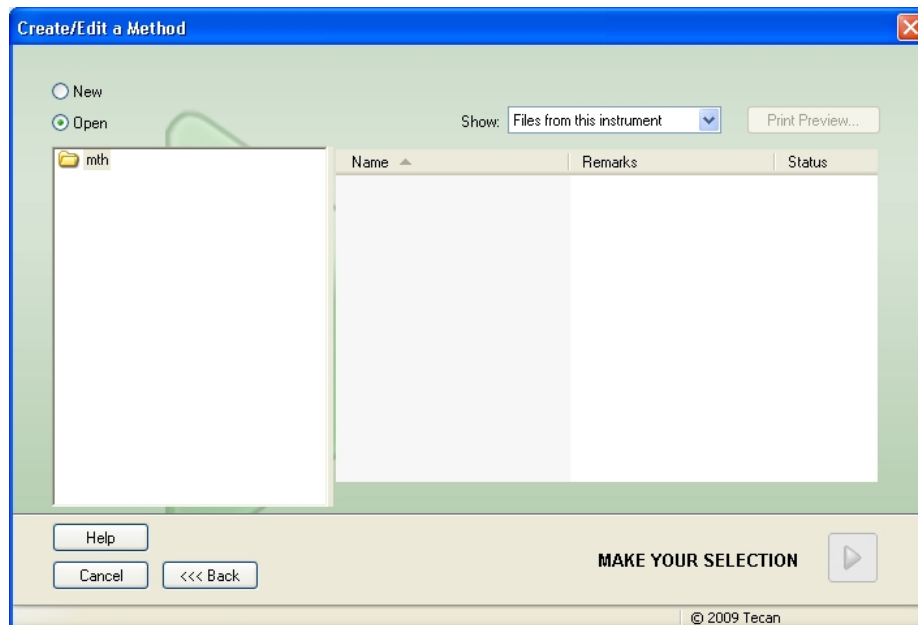 Create/Edit a Method
New
Open
Show: Files from this instrument
Print Preview...
mth
Name Remarks Status
Help
Cancel <<< Back
MAKE YOUR SELECTION
© 2009 Tecan